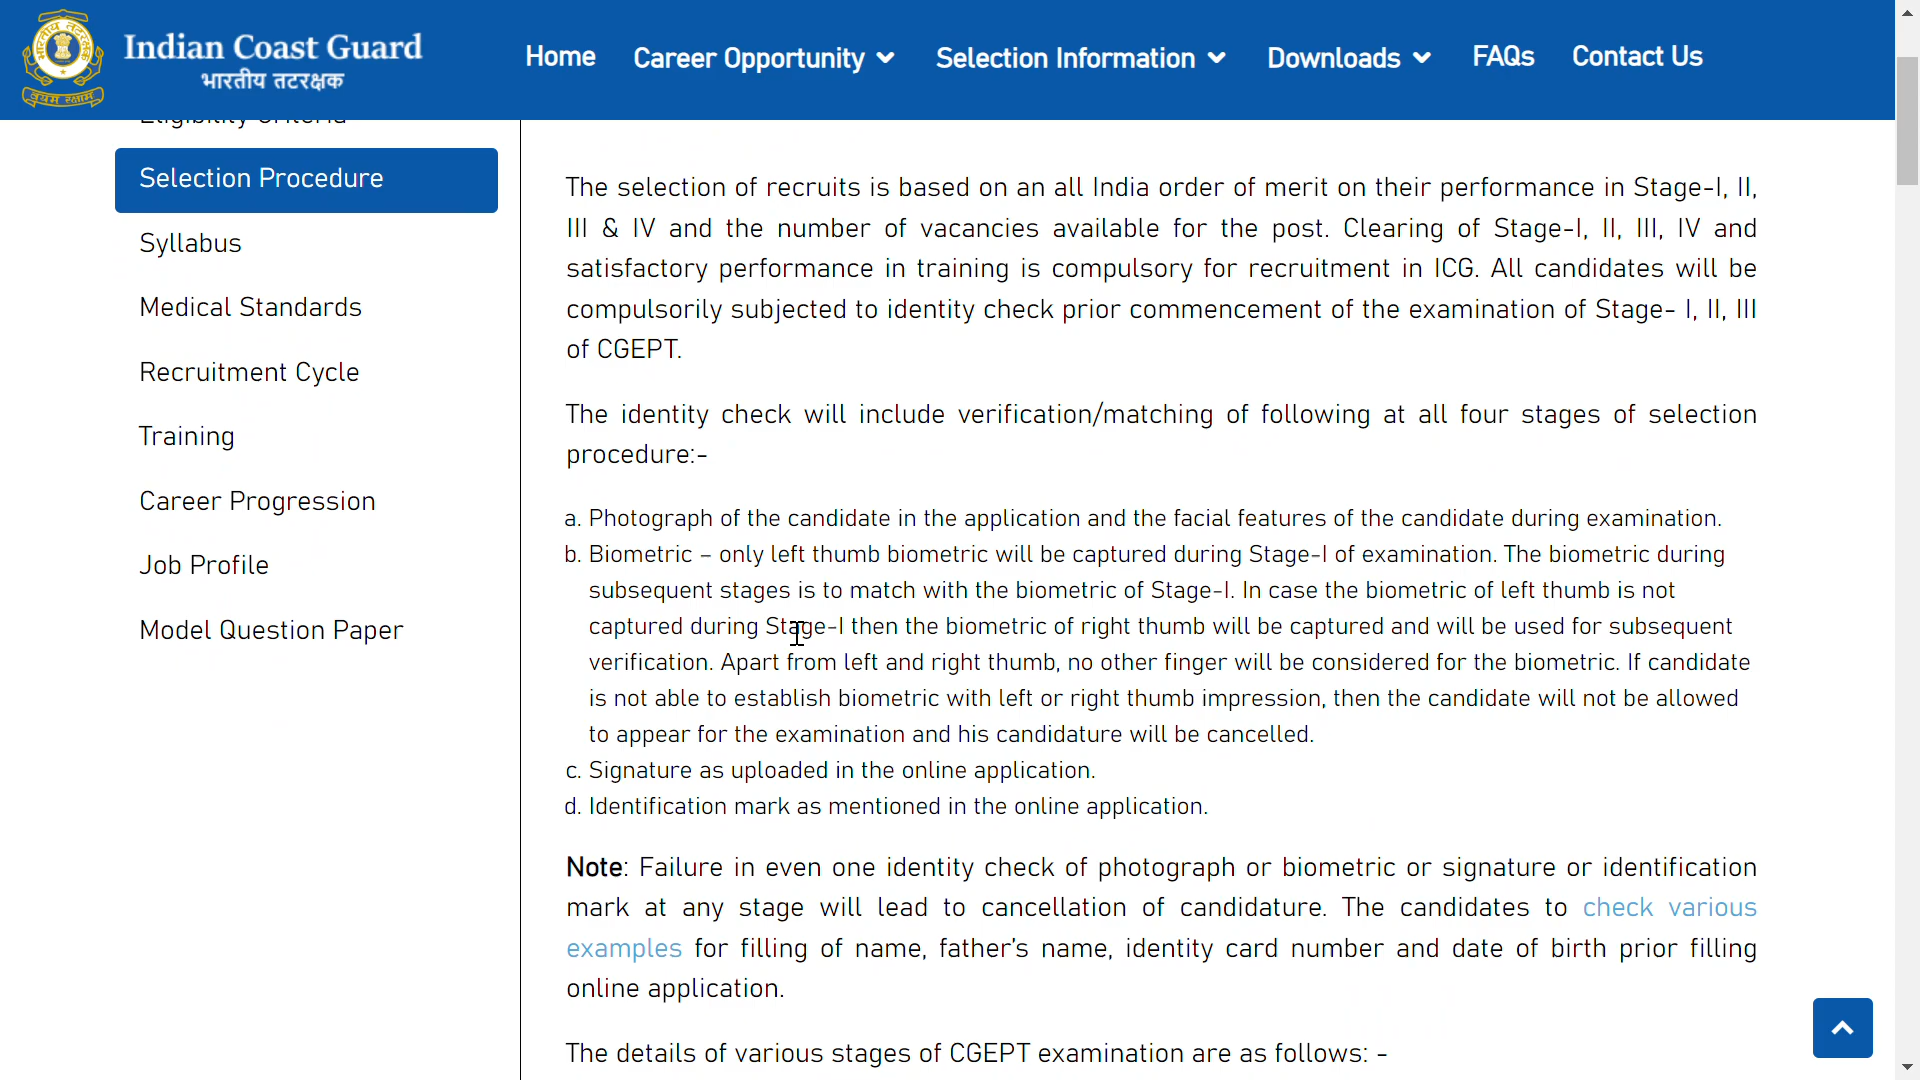 Indian Coast Guard
भारतीय तटरक्षक
Home
Career Opportunity
Selection Information
Downloads
FAQs
Contact Us
Eligibility Criteria
Selection Procedure
Syllabus
Medical Standards
Recruitment Cycle
Training
Career Progression
Job Profile
Model Question Paper
The selection of recruits is based on an all India order of merit on their performance in Stage-I, II,
III & IV and the number of vacancies available for the post. Clearing of Stage-I, II, III, IV and
satisfactory performance in training is compulsory for recruitment in ICG. All candidates will be
compulsorily subjected to identity check prior commencement of the examination of Stage- I, II, III
of CGEPT.
The identity check will include verification/matching of following at all four stages of selection
procedure:-
a. Photograph of the candidate in the application and the facial features of the candidate during examination.
b. Biometric – only left thumb biometric will be captured during Stage-I of examination. The biometric during
subsequent stages is to match with the biometric of Stage-I. In case the biometric of left thumb is not
captured during Stage-I then the biometric of right thumb will be captured and will be used for subsequent
verification. Apart from left and right thumb, no other finger will be considered for the biometric. If candidate
is not able to establish biometric with left or right thumb impression, then the candidate will not be allowed
to appear for the examination and his candidature will be cancelled.
c. Signature as uploaded in the online application.
d. Identification mark as mentioned in the online application.
Note: Failure in even one identity check of photograph or biometric or signature or identification
mark at any stage will lead to cancellation of candidature. The candidates to check various
examples for filling of name, father’s name, identity card number and date of birth prior filling
online application.
The details of various stages of CGEPT examination are as follows: -